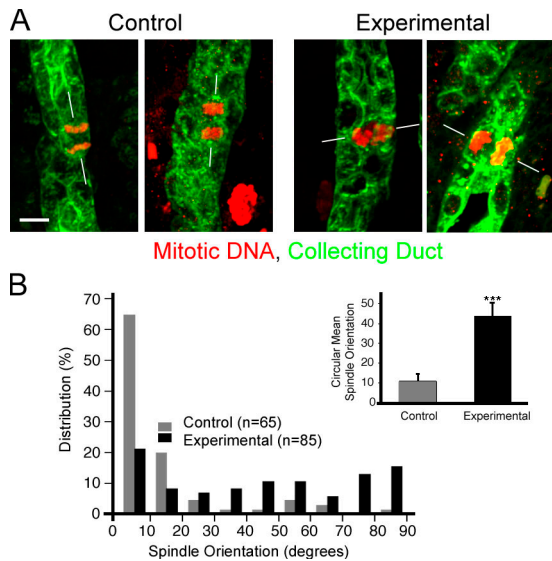 A
Control
Experimental
Mitotic DNA, Collecting Duct
B
70
60
50
40
30
20
10
0
Distribution (%)
Control (n=65)
Experimental (n=85)
0 10 20 30 40 50 60 70 80 90
Spindle Orientation (degrees)
50
40
30
20
10
0
Circular Mean
Spindle Orientation
***
Control
Experimental